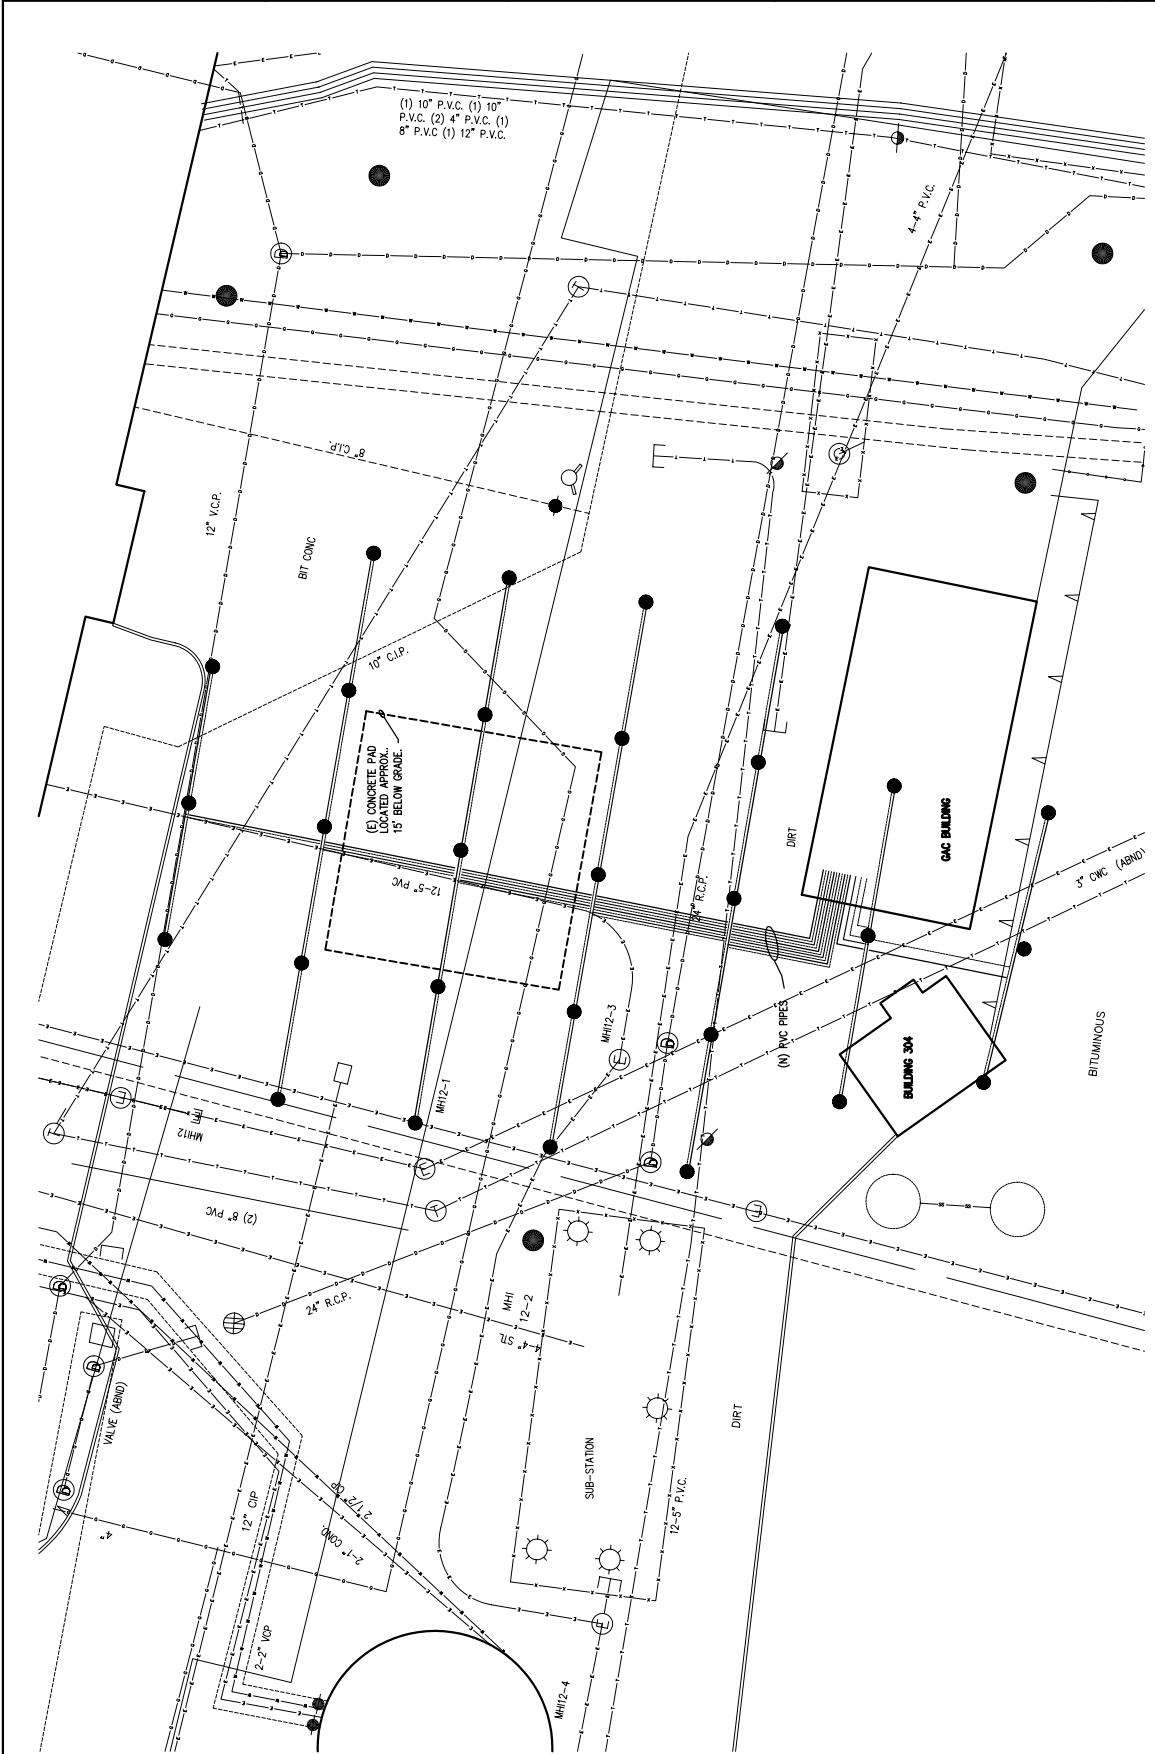 (1) 10" P.V.C. (1) 10"
P.V.C. (2) 4" P.V.C. (1)
8" P.V.C (1) 12" P.V.C.
4-4" P.V.C.
8" C.I.P.
12" V.C.P.
BIT CONC
10" C.I.P.
(E) CONCRETE PAD
LOCATED APPROX..
15' BELOW GRADE.
12-5" PVC
24" R.C.P.
DIRT
GAC BUILDING
3" CWC (ABND)
(N) PVC PIPES
MH12-3
BUILDING 304
BITUMINOUS
MH12-1
MH12
(2) 8" PVC
24" R.C.P.
MH1
12-2
4-4" STL
VALVE (ABND)
SUB-STATION
DIRT
12-5" P.V.C.
12" CIP
2 1/2" CIP
2-1" COND.
4"
2-2" VCP
MH12-4